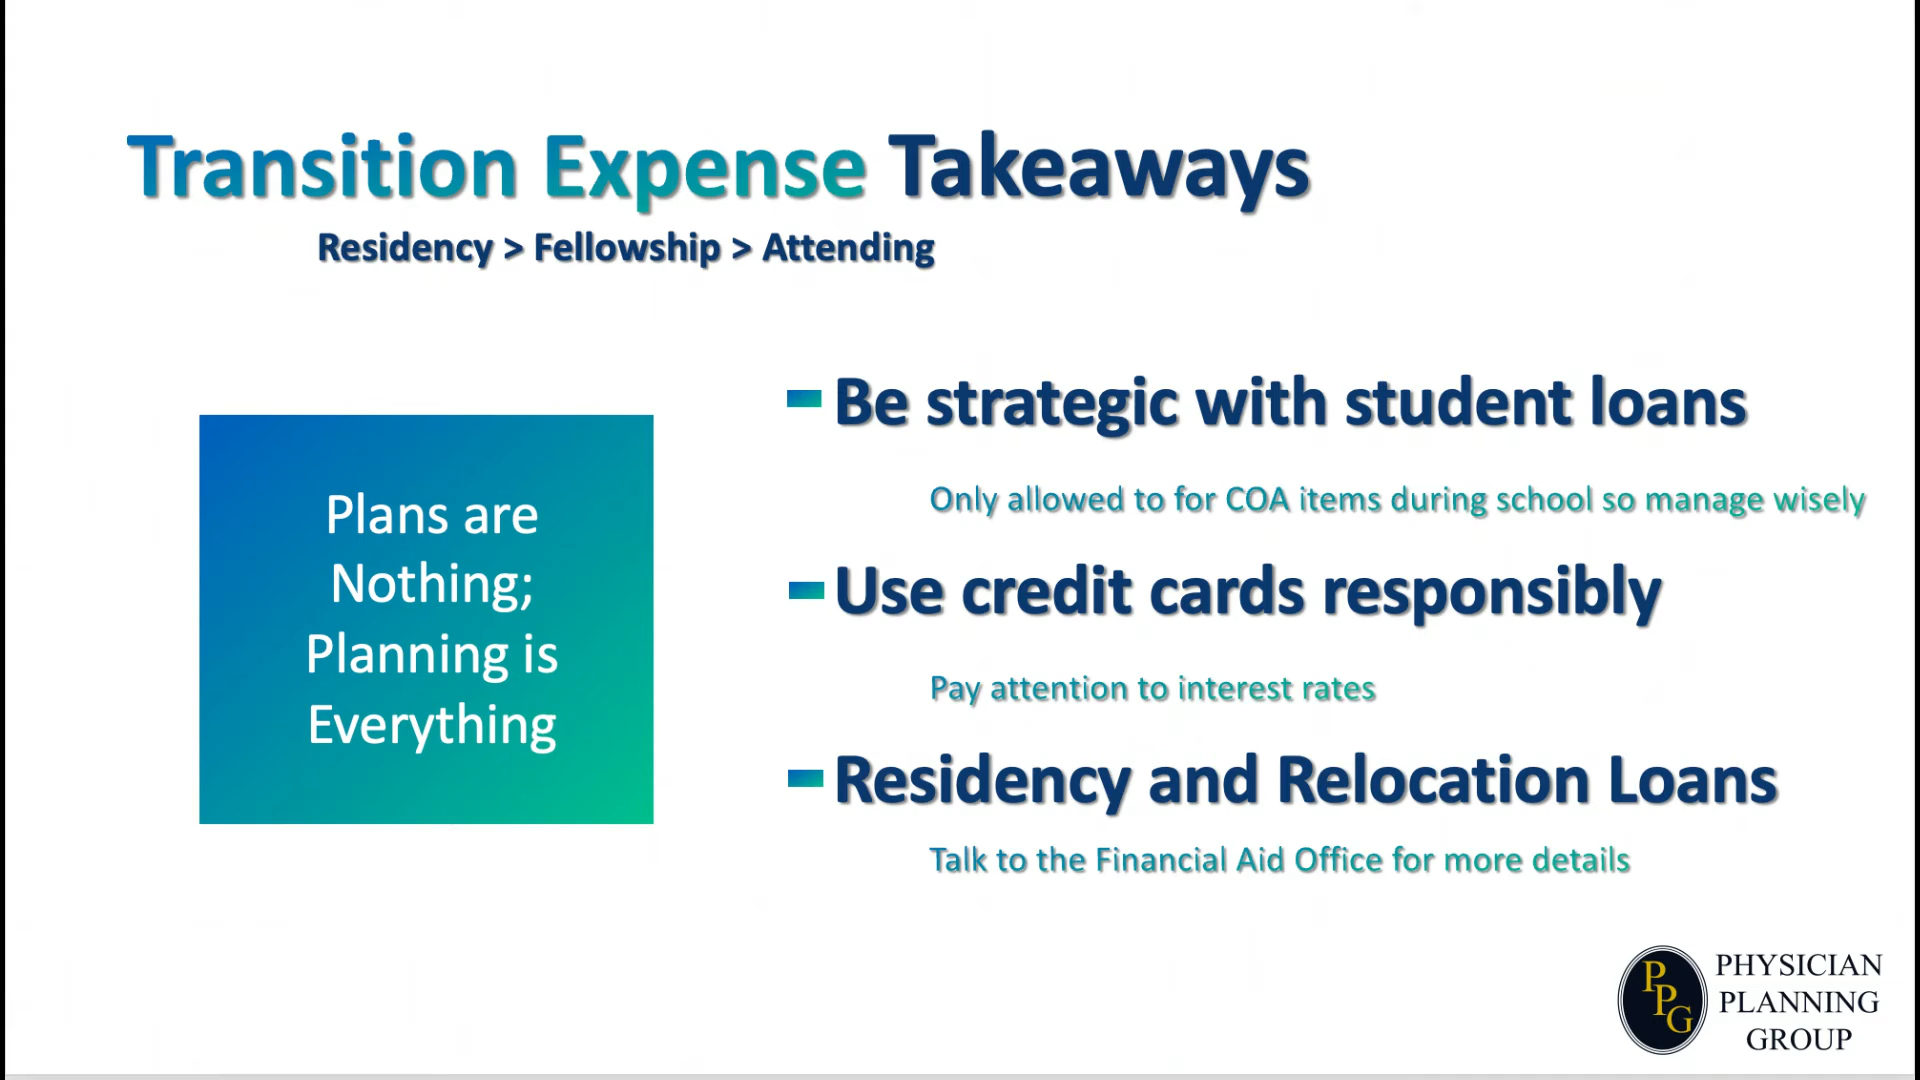 Transition Expense Takeaways
Residency > Fellowship > Attending
Plans are
Nothing;
Planning is
Everything
Be strategic with student loans
Only allowed to for COA items during school so manage wisely
Use credit cards responsibly
Pay attention to interest rates
Residency and Relocation Loans
Talk to the Financial Aid Office for more details
PPG
PHYSICIAN
PLANNING
GROUP